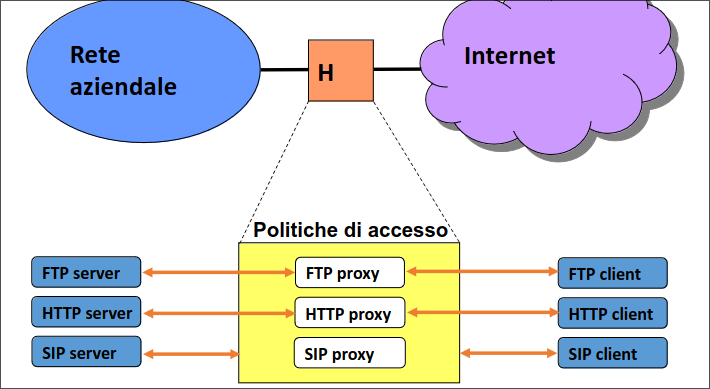 Rete
aziendale
H
Internet
Politiche di accesso
FTP server
FTP proxy
FTP client
HTTP server
HTTP proxy
HTTP client
SIP server
SIP proxy
SIP client